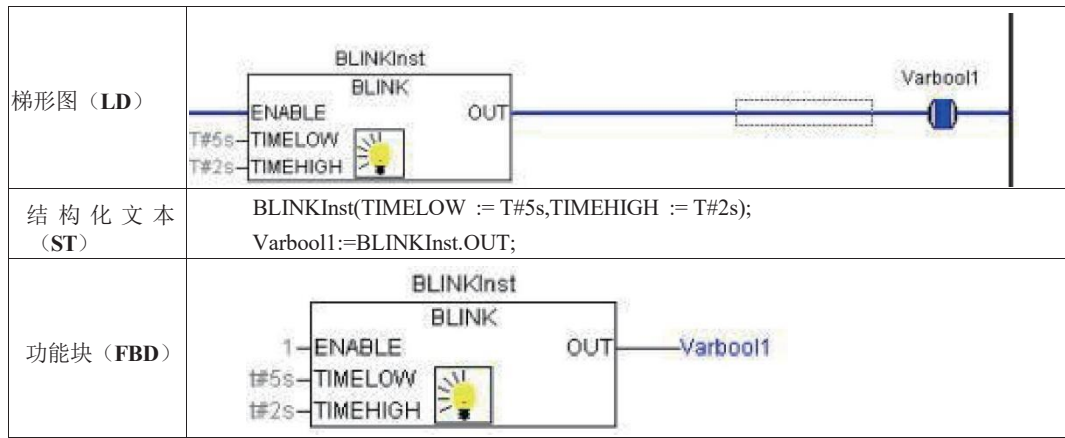 梯形图（LD）
BLINKInst
BLINK
Varbool1
ENABLE OUT
T#5s TIMELOW
T#2s TIMEHIGH
结构化文本
（ST）
BLINKInst(TIMELOW := T#5s,TIMEHIGH := T#2s);
Varbool1:=BLINKInst.OUT;
功能块（FBD）
BLINKInst
BLINK
1 ENABLE OUT Varbool1
t#5s TIMELOW
t#2s TIMEHIGH